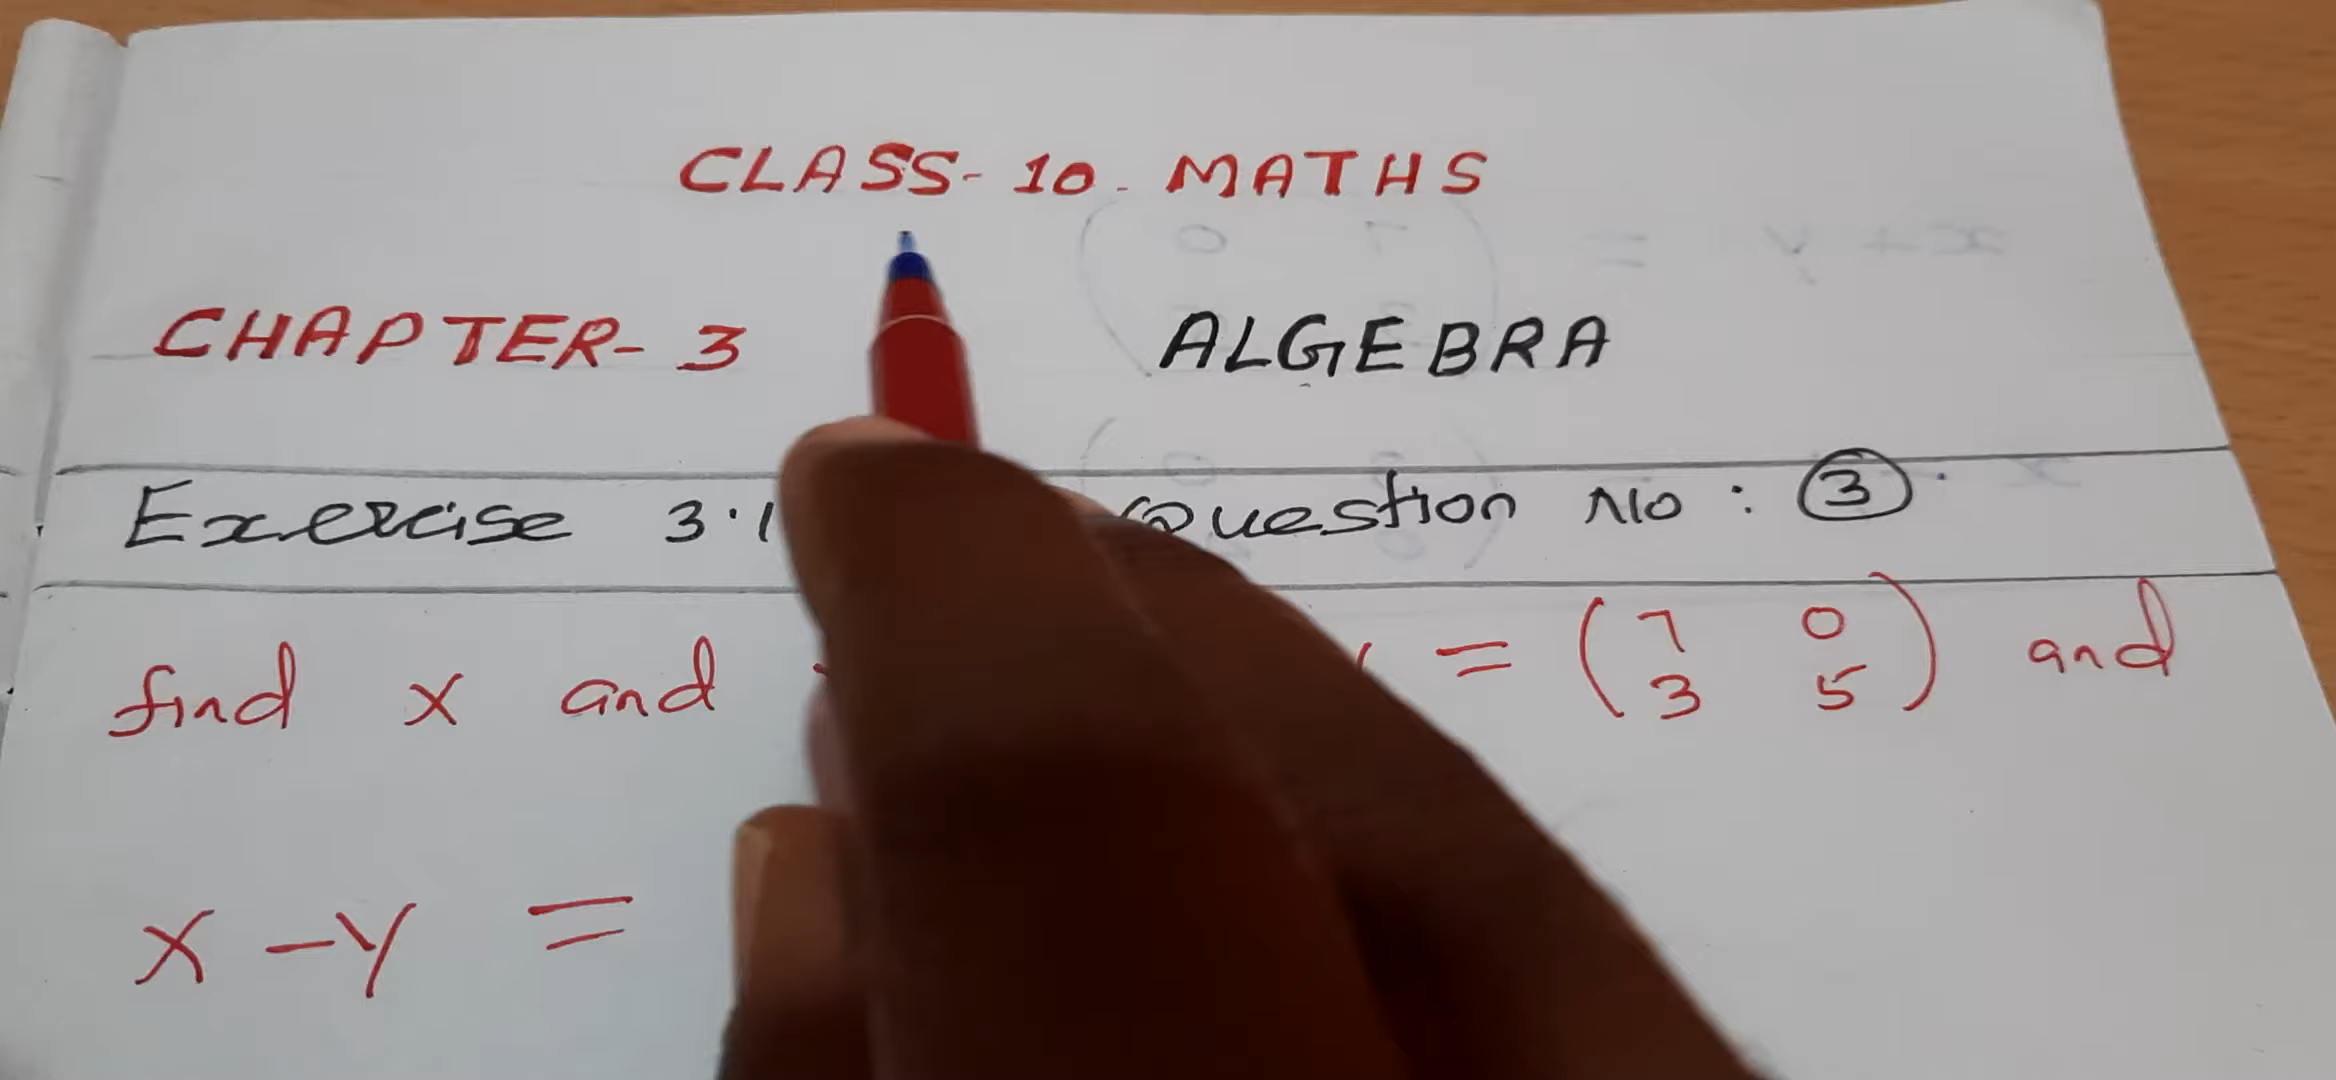 CLASS - 10 - MATHS
CHAPTER - 3 ALGEBRA
Exercise 3.1 Question No : 3
find X and = ( 7 0 ) and
( 3 5 )
X - Y =